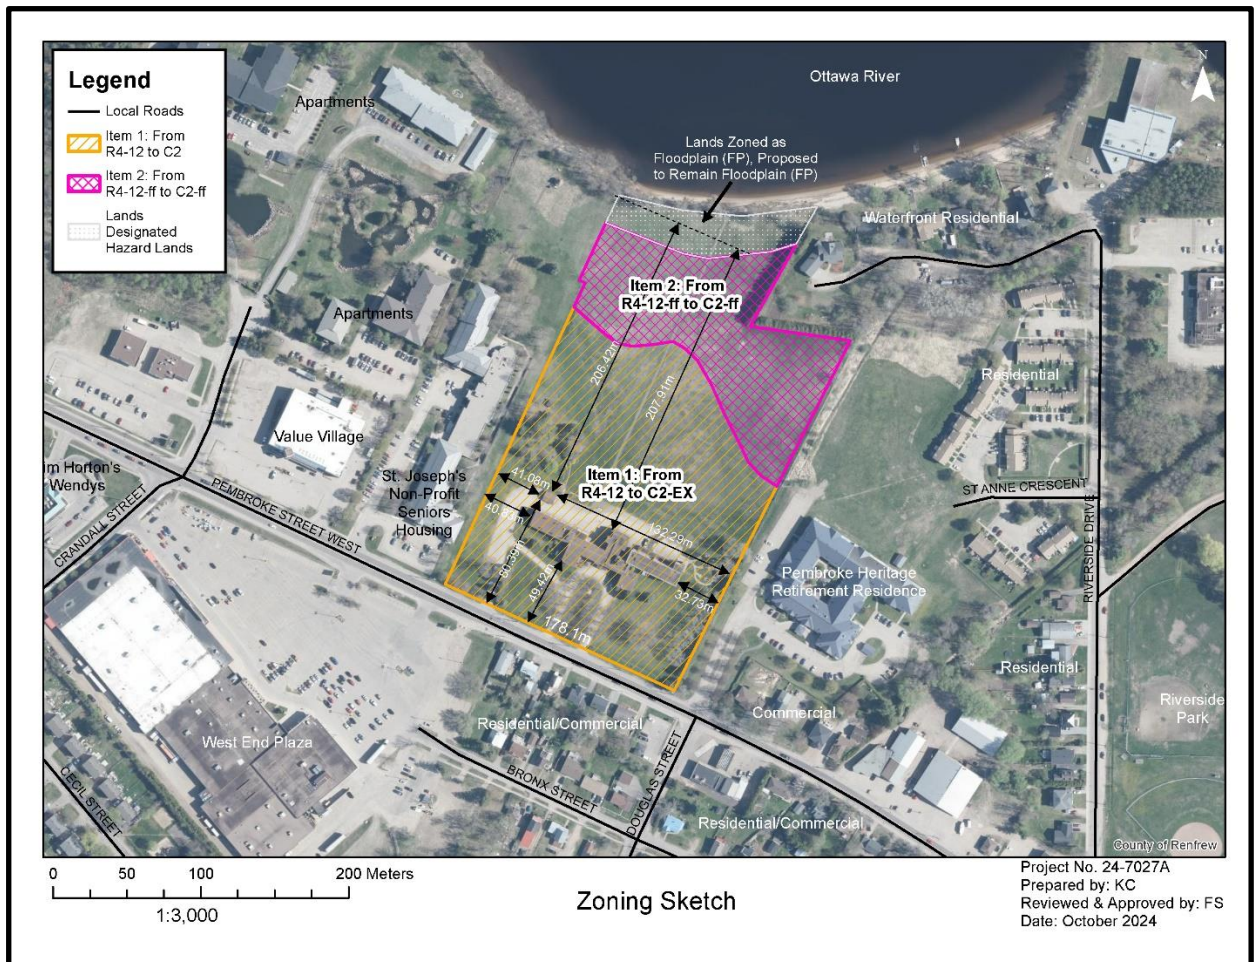 Legend
Local Roads
Item 1: From
R4-12 to C2
Item 2: From
R4-12-ff to C2-ff
Lands
Designated
Hazard Lands
Apartments
Ottawa River
N
Lands Zoned as
Floodplain (FP), Proposed
to Remain Floodplain (FP)
Waterfront Residential
Item 2: From
R4-12-ff to C2-ff
Apartments
206.42m
207.91m
Residential
Value Village
im Horton's
Wendys
St. Joseph's
Non-Profit
Seniors
Housing
41.08m
Item 1: From
R4-12 to C2-EX
ST ANNE CRESCENT
CRANDALL STREET
PEMBROKE STREET WEST
132.29m
49.42m
32.79m
178.1m
Pembroke Heritage
Retirement Residence
RIVERSIDE DRIVE
Residential
Riverside
Park
Commercial
Residential/Commercial
West End Plaza
CECIL STREET
BRONX STREET
DOUGLAS STREET
Residential/Commercial
County of Renfrew
0 50 100 200 Meters
1:3,000
Zoning Sketch
Project No. 24-7027A
Prepared by: KC
Reviewed & Approved by: FS
Date: October 2024